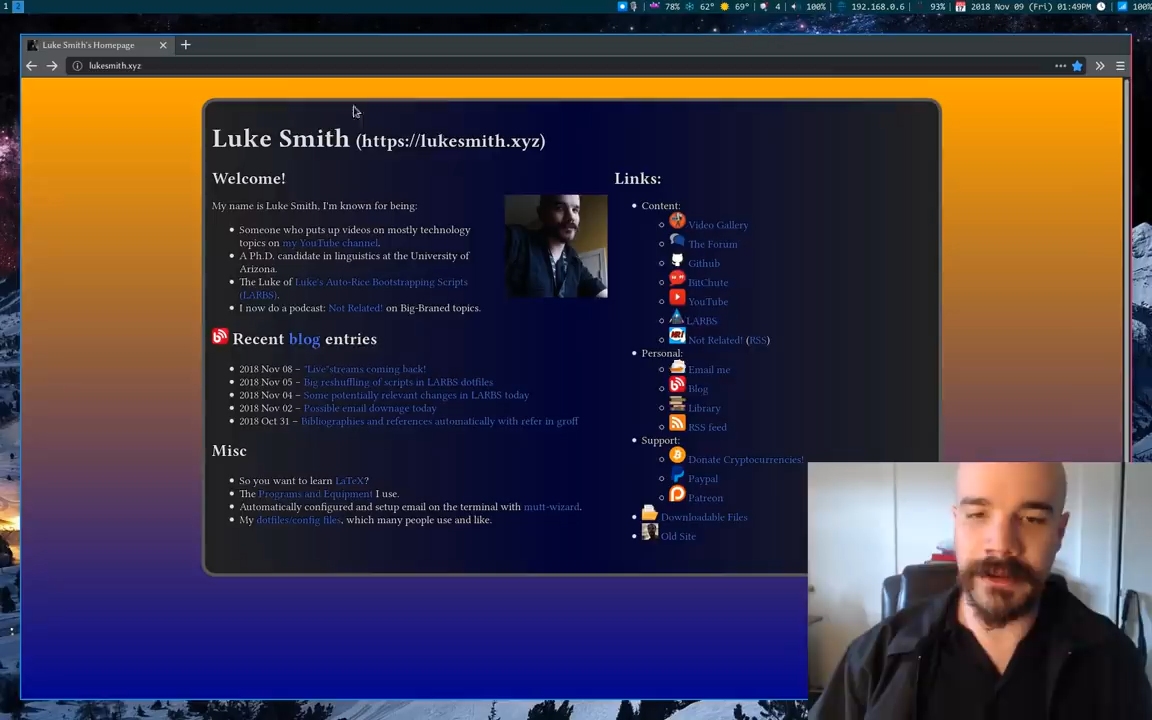 1 2
78% 62° 69° 4 100% 192.168.0.6 93% 2018 Nov 09 (Fri) 01:49PM 100%
Luke Smith's Homepage
lukesmith.xyz
Luke Smith (https://lukesmith.xyz)
Welcome!
My name is Luke Smith, I'm known for being:
Someone who puts up videos on mostly technology
topics on my YouTube channel.
A Ph.D. candidate in linguistics at the University of
Arizona.
The Luke of Luke's Auto-Rice Bootstrapping Scripts
(LARBS).
I now do a podcast: Not Related! on Big-Braned topics.
Recent blog entries
2018 Nov 08 – "Live"streams coming back!
2018 Nov 05 – Big reshuffling of scripts in LARBS dotfiles
2018 Nov 04 – Some potentially relevant changes in LARBS today
2018 Nov 02 – Possible email downage today
2018 Oct 31 – Bibliographies and references automatically with refer in groff
Misc
So you want to learn LaTeX?
The Programs and Equipment I use.
Automatically configured and setup email on the terminal with mutt-wizard.
My dotfiles/config files, which many people use and like.
Links:
Content:
Video Gallery
The Forum
Github
BitChute
YouTube
LARBS
Not Related! (RSS)
Personal:
Email me
Blog
Library
RSS feed
Support:
Donate Cryptocurrencies!
Paypal
Patreon
Downloadable Files
Old Site